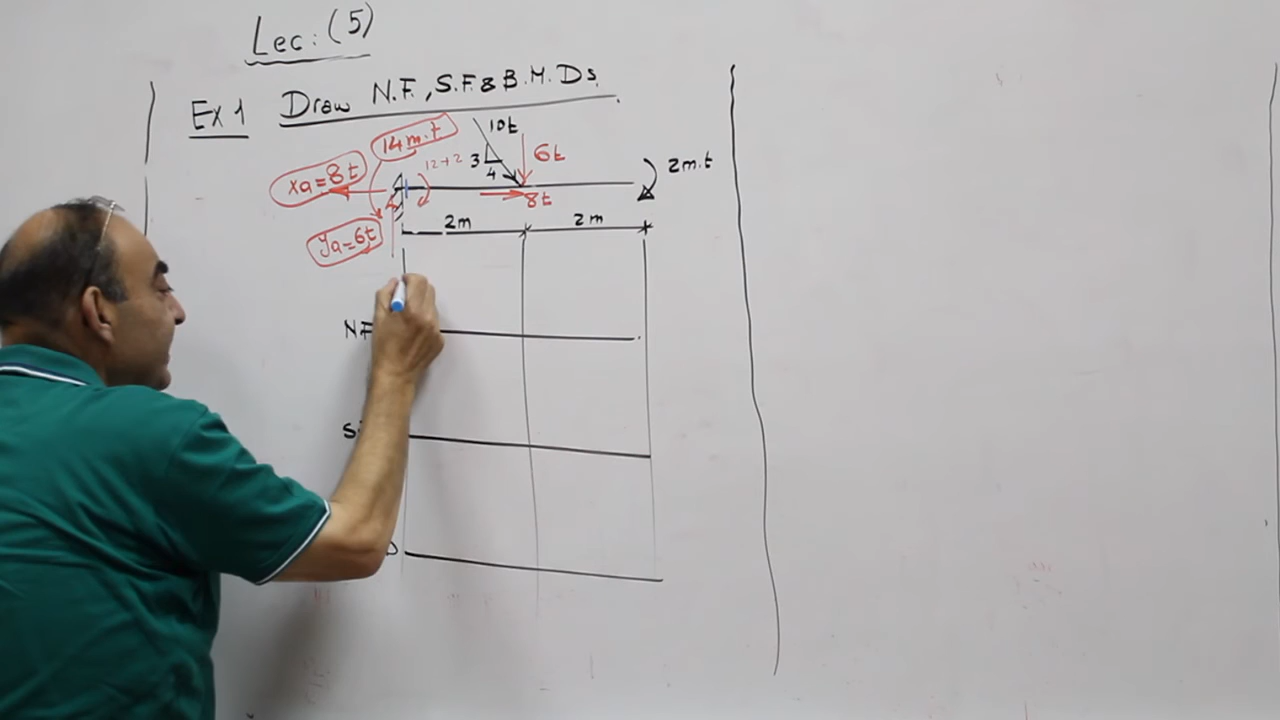 Lec: (5)
Ex 1 Draw N.F., S.F & B.M.Ds.
14 m.t
10t
12+2
3
4
6t
2m.t
xa=8t
8t
Ya=6t
2m
2m
N.F
S.
D